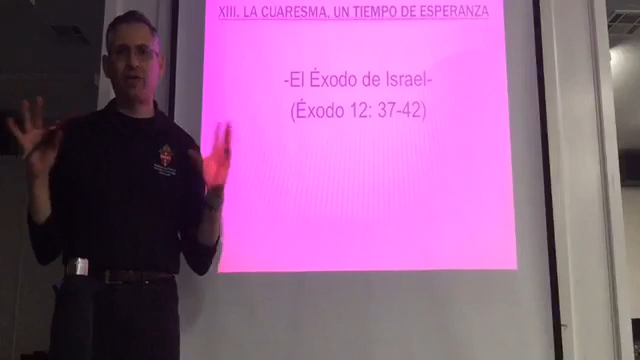 XIII. LA CUARESMA, UN TIEMPO DE ESPERANZA
-El Éxodo de Israel-
(Éxodo 12: 37-42)